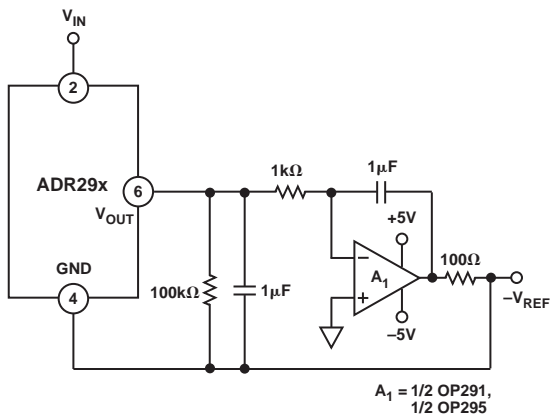 V_IN
2
ADR29x
6
V_OUT
GND
4
1kΩ
1μF
+5V
100Ω
−
A_1
+
−V_REF
100kΩ
1μF
−5V
A_1 = 1/2 OP291,
1/2 OP295